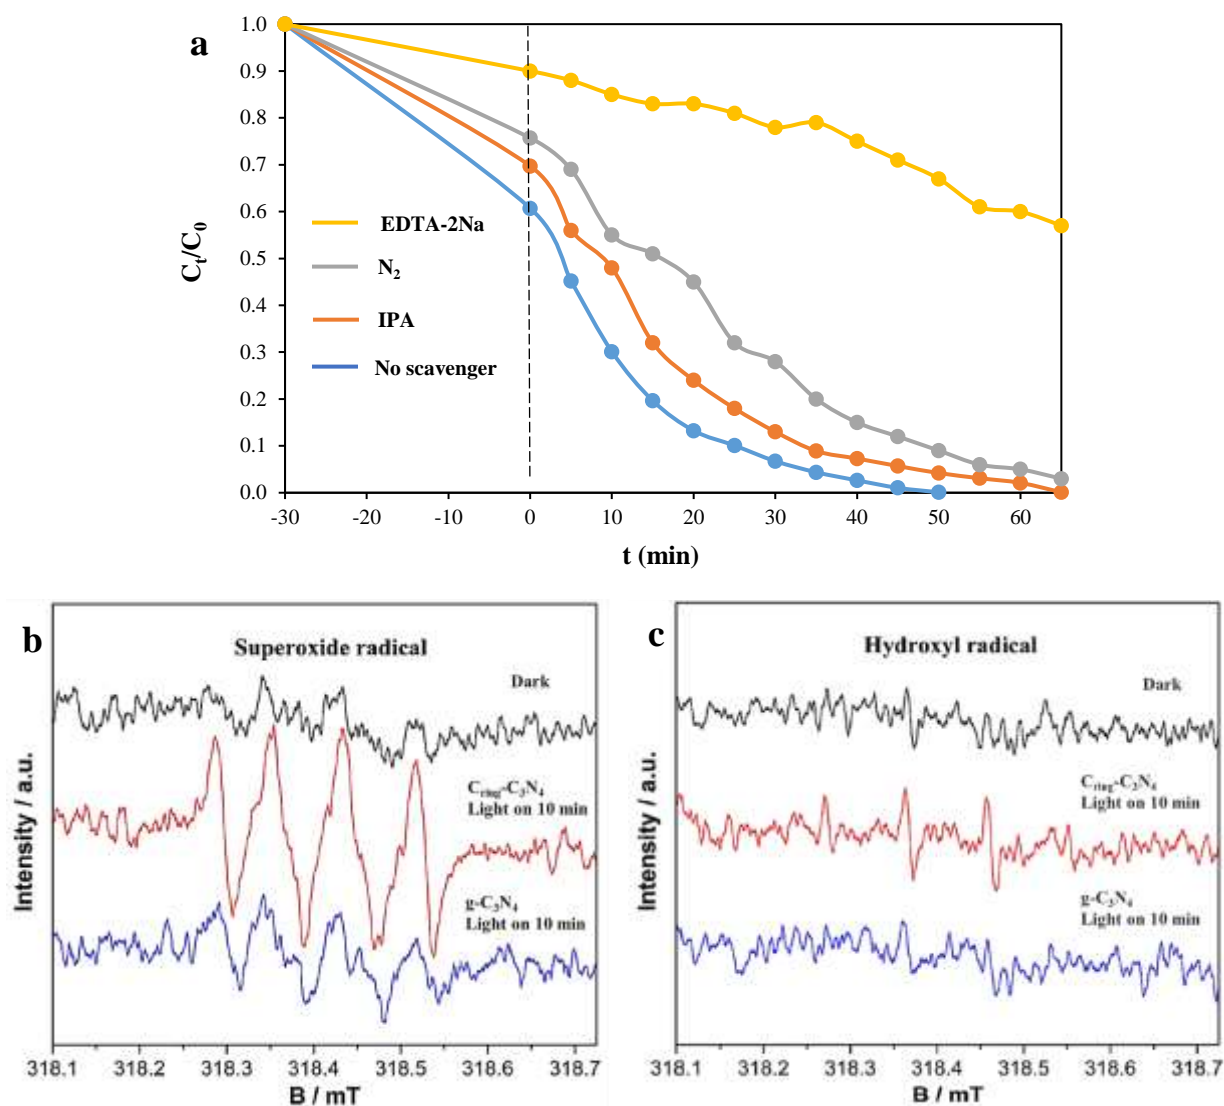 a
1.0
0.9
0.8
0.7
0.6
0.5
0.4
0.3
0.2
0.1
0.0
Ct/C0
EDTA-2Na
N2
IPA
No scavenger
-30 -20 -10 0 10 20 30 40 50 60
t (min)
b
Superoxide radical
Dark
Cring-C3N4
Light on 10 min
g-C3N4
Light on 10 min
Intensity / a.u.
318.1 318.2 318.3 318.4 318.5 318.6 318.7
B / mT
c
Hydroxyl radical
Dark
Cring-C3N4
Light on 10 min
g-C3N4
Light on 10 min
Intensity / a.u.
318.1 318.2 318.3 318.4 318.5 318.6 318.7
B / mT